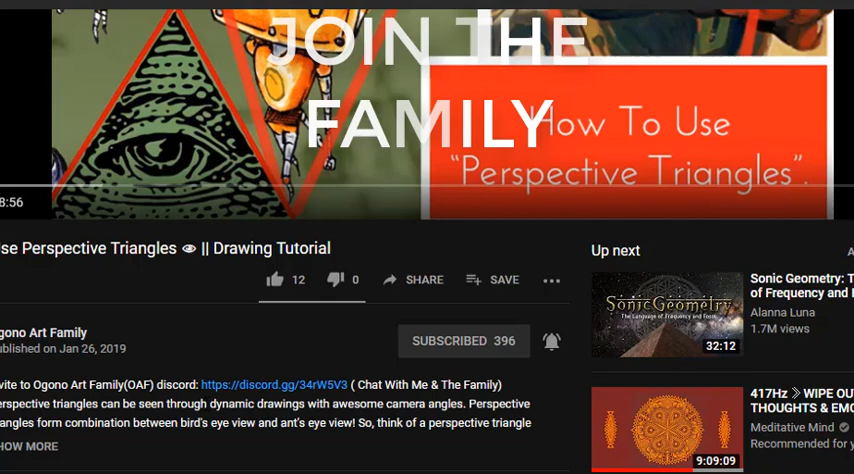 JOIN THE
FAMILY
How To Use
"Perspective Triangles".
8:56
se Perspective Triangles 👁 || Drawing Tutorial
12
0
SHARE
SAVE
gono Art Family
ublished on Jan 26, 2019
SUBSCRIBED 396
vite to Ogono Art Family(OAF) discord: https://discord.gg/34rW5V3 ( Chat With Me & The Family)
erspective triangles can be seen through dynamic drawings with awesome camera angles. Perspective
angles form combination between bird's eye view and ant's eye view! So, think of a perspective triangle
HOW MORE
Up next
A
SonicGeometry
The Language of Frequency and Form
32:12
Sonic Geometry: T
of Frequency and F
Alanna Luna
1.7M views
9:09:09
417Hz ⦚ WIPE OU
THOUGHTS & EMO
Meditative Mind
Recommended for y